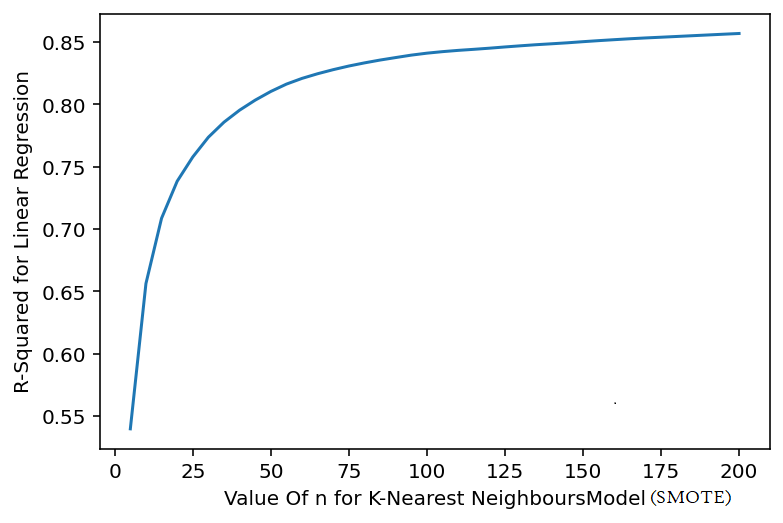 0.85
0.80
0.75
0.70
0.65
0.60
0.55
R-Squared for Linear Regression
0 25 50 75 100 125 150 175 200
Value Of n for K-Nearest NeighboursModel (SMOTE)